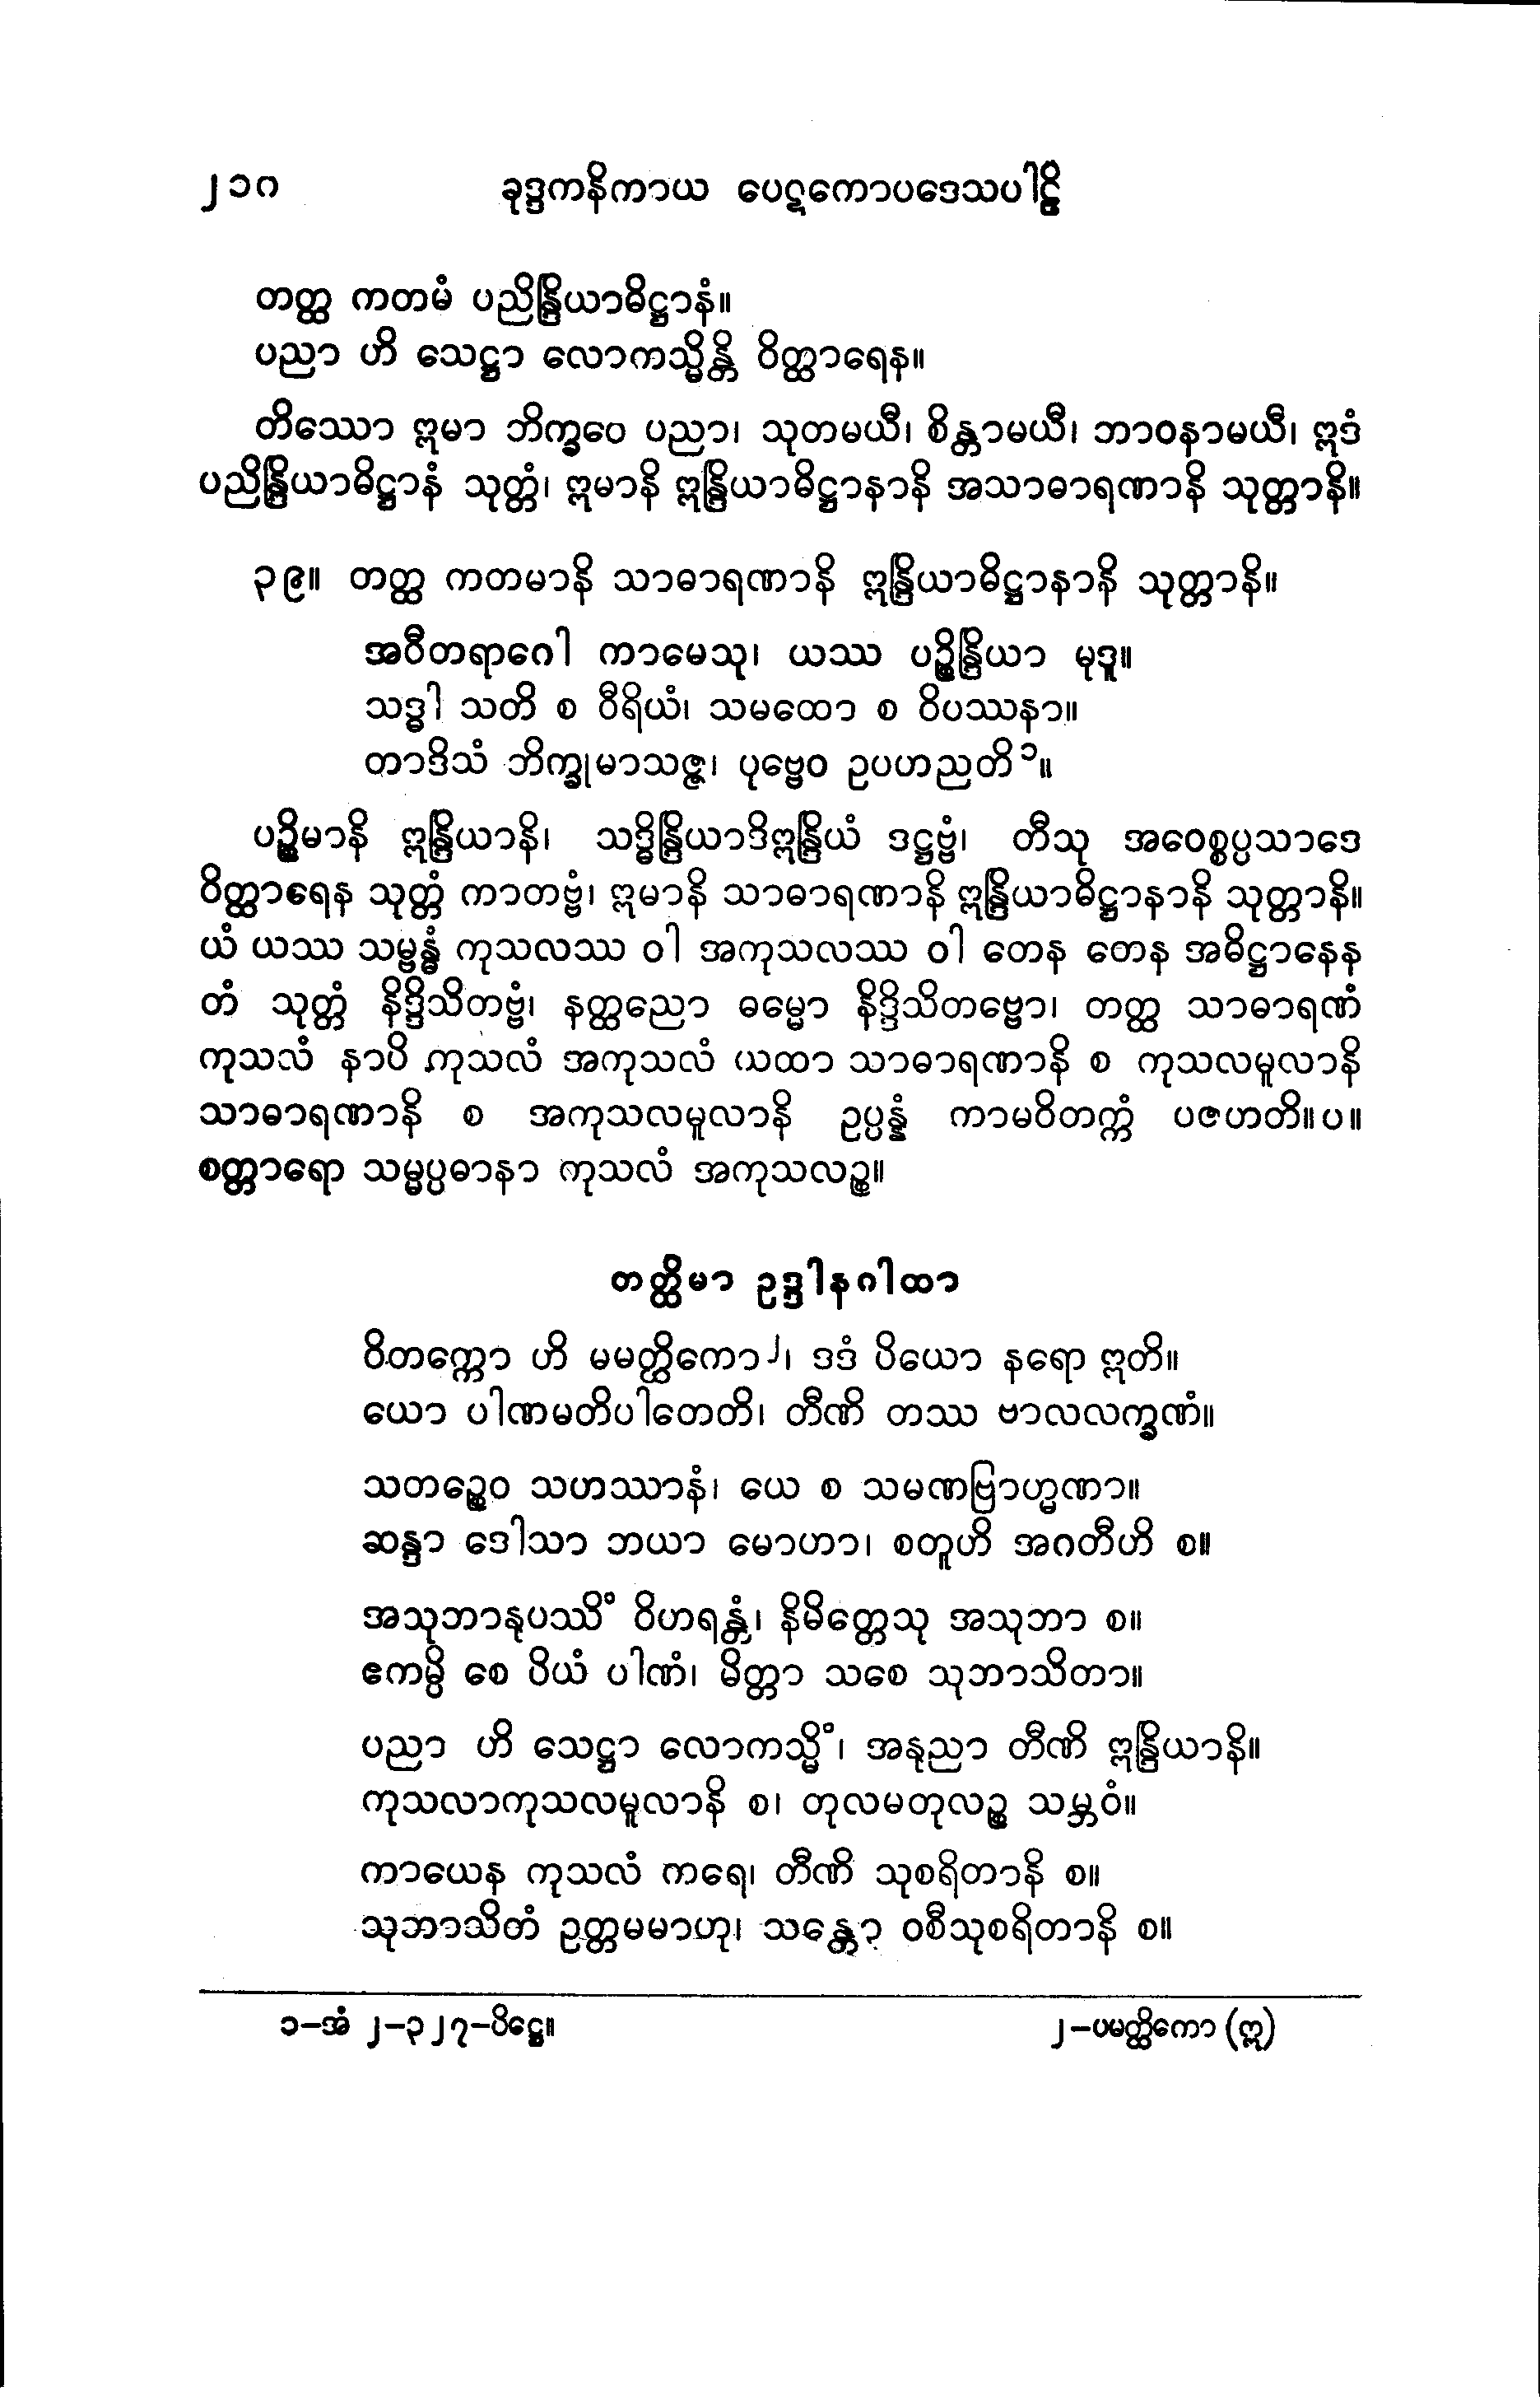 ၂၁၀ ခုဒ္ဒကနိကာယ ပေဋကောပဒေသပါဠိ
တတ္ထ ကတမံ ပညိန္ဒြိယာဓိဋ္ဌာနံ။
ပညာ ဟိ သေဋ္ဌာ လောကသ္မိန္တိ ဝိတ္ထာရေန။
တိဿော ဣမာ ဘိက္ခဝေ ပညာ၊ သုတမယီ၊ စိန္တာမယီ၊ ဘာဝနာမယီ၊ ဣဒံ
ပညိန္ဒြိယာဓိဋ္ဌာနံ သုတ္တံ၊ ဣမာနိ ဣန္ဒြိယာဓိဋ္ဌာနာနိ အသာဓာရဏာနိ သုတ္တာနိ။
၃၉။ တတ္ထ ကတမာနိ သာဓာရဏာနိ ဣန္ဒြိယာဓိဋ္ဌာနာနိ သုတ္တာနိ။
အဝီတရာဂေါ ကာမေသု၊ ယဿ ပဉ္စိန္ဒြိယာ မုဒူ။
သဒ္ဓါ သတိ စ ဝီရိယံ၊ သမထော စ ဝိပဿနာ။
တာဒိသံ ဘိက္ခုမာသဇ္ဇ၊ ပုဗ္ဗေဝ ဥပဟညတိ ၁။
ပဉ္စိမာနိ ဣန္ဒြိယာနိ၊ သဒ္ဓိန္ဒြိယာဒိဣန္ဒြိယံ ဒဋ္ဌဗ္ဗံ၊ တီသု အဝေစ္စပ္ပသာဒေ
ဝိတ္ထာရေန သုတ္တံ ကာတဗ္ဗံ၊ ဣမာနိ သာဓာရဏာနိ ဣန္ဒြိယာဓိဋ္ဌာနာနိ သုတ္တာနိ။
ယံ ယဿ သမ္ဗန္ဓံ ကုသလဿ ဝါ အကုသလဿ ဝါ တေန တေန အဓိဋ္ဌာနေန
တံ သုတ္တံ နိဒ္ဒိသိတဗ္ဗံ၊ နတ္ထညော ဓမ္မော နိဒ္ဒိသိတဗ္ဗော၊ တတ္ထ သာဓာရဏံ
ကုသလံ နာပိ ကုသလံ အကုသလံ ယထာ သာဓာရဏာနိ စ ကုသလမူလာနိ
သာဓာရဏာနိ စ အကုသလမူလာနိ ဥပ္ပန္နံ ကာမဝိတက္ကံ ပဇဟတိ။ပ။
စတ္တာရော သမ္မပ္ပဓာနာ ကုသလံ အကုသလဉ္စ။
တတ္ထိမာ ဥဒ္ဒါနဂါထာ
ဝိတက္ကော ဟိ မမတ္ထိကော ၂၊ ဒဒံ ပိယော နရော ဣတိ။
ယော ပါဏမတိပါတေတိ၊ တီဏိ တဿ ဗာလလက္ခဏံ။
သတဉ္စေဝ သဟဿာနံ၊ ယေ စ သမဏဗြာဟ္မဏာ။
ဆန္ဒာ ဒေါသာ ဘယာ မောဟာ၊ စတူဟိ အဂတီဟိ စ။
အသုဘာနုပဿိံ ဝိဟရန္တံ၊ နိမိတ္တေသု အသုဘာ စ။
ဧကမ္ပိ စေ ပိယံ ပါဏံ၊ မိတ္တာ သစေ သုဘာသိတာ။
ပညာ ဟိ သေဋ္ဌာ လောကသ္မိံ၊ အနညာ တီဏိ ဣန္ဒြိယာနိ။
ကုသလာကုသလမူလာနိ စ၊ တုလမတုလဉ္စ သမ္ဘဝံ။
ကာယေန ကုသလံ ကရေ၊ တီဏိ သုစရိတာနိ စ။
သုဘာသိတံ ဥတ္တမမာဟု၊ သန္တော ဝစီသုစရိတာနိ စ။
၁–အံ ၂–၃၂၇–ပိဋ္ဌေ။ ၂–ပမတ္ထိကော (ဣ)